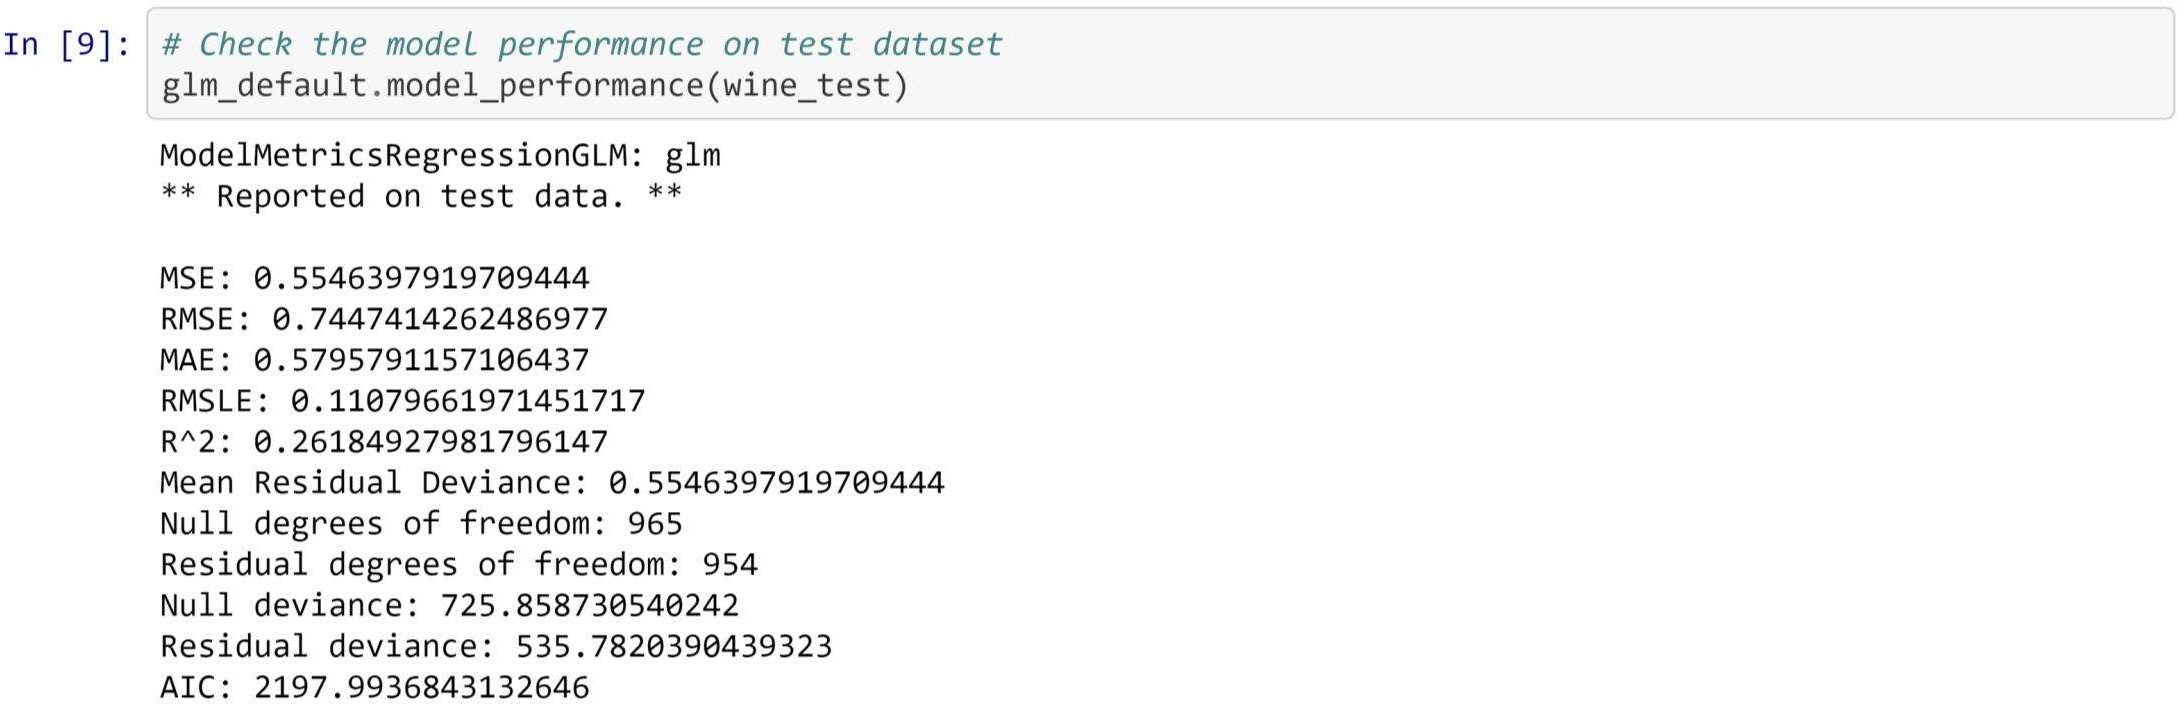 In [9]: # Check the model performance on test dataset
glm_default.model_performance(wine_test)
ModelMetricsRegressionGLM: glm
** Reported on test data. **
MSE: 0.5546397919709444
RMSE: 0.7447414262486977
MAE: 0.5795791157106437
RMSLE: 0.11079661971451717
R^2: 0.26184927981796147
Mean Residual Deviance: 0.5546397919709444
Null degrees of freedom: 965
Residual degrees of freedom: 954
Null deviance: 725.858730540242
Residual deviance: 535.7820390439323
AIC: 2197.9936843132646